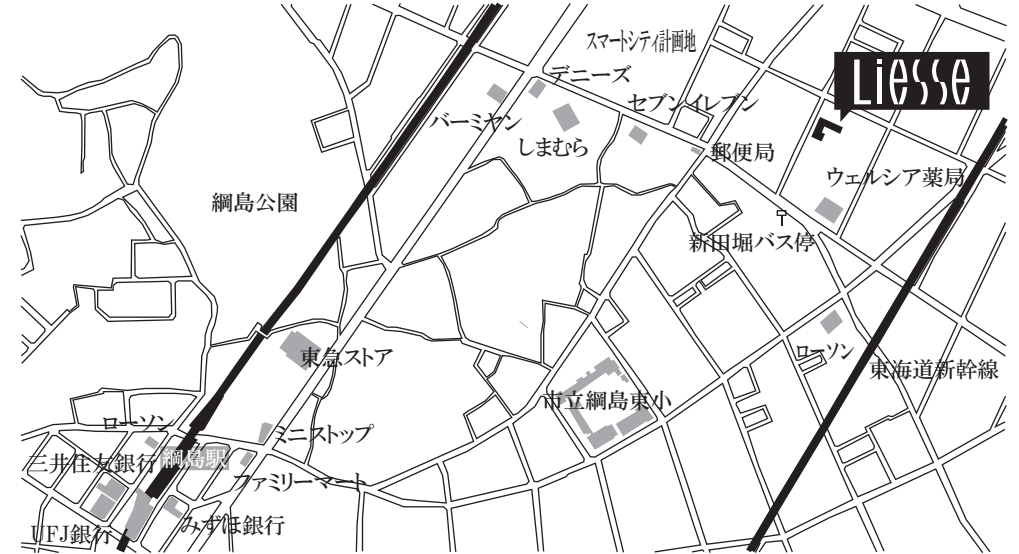 スマートシティ計画地
Liesse
デニーズ
セブンイレブン
バーミヤン
しまむら
郵便局
ウェルシア薬局
綱島公園
新田堀バス停
東急ストア
ローソン
東海道新幹線
市立綱島東小
ローソン
ミニストップ
三井住友銀行
綱島駅
ファミリーマート
UFJ銀行
みずほ銀行